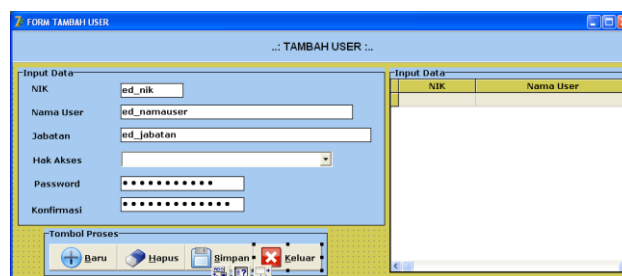 FORM TAMBAH USER
..: TAMBAH USER :..
Input Data
NIK
ed_nik
Nama User
ed_namauser
Jabatan
ed_jabatan
Hak Akses
Password
Konfirmasi
Tombol Proses
Baru
Hapus
Simpan
Keluar
Input Data
NIK
Nama User